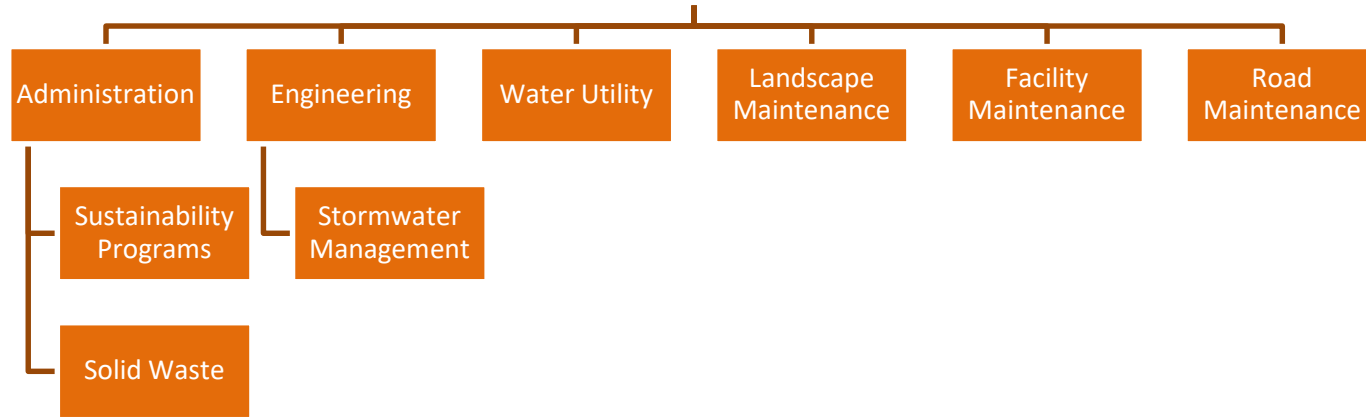 Administration
Engineering
Water Utility
Landscape
Maintenance
Facility
Maintenance
Road
Maintenance
Sustainability
Programs
Stormwater
Management
Solid Waste